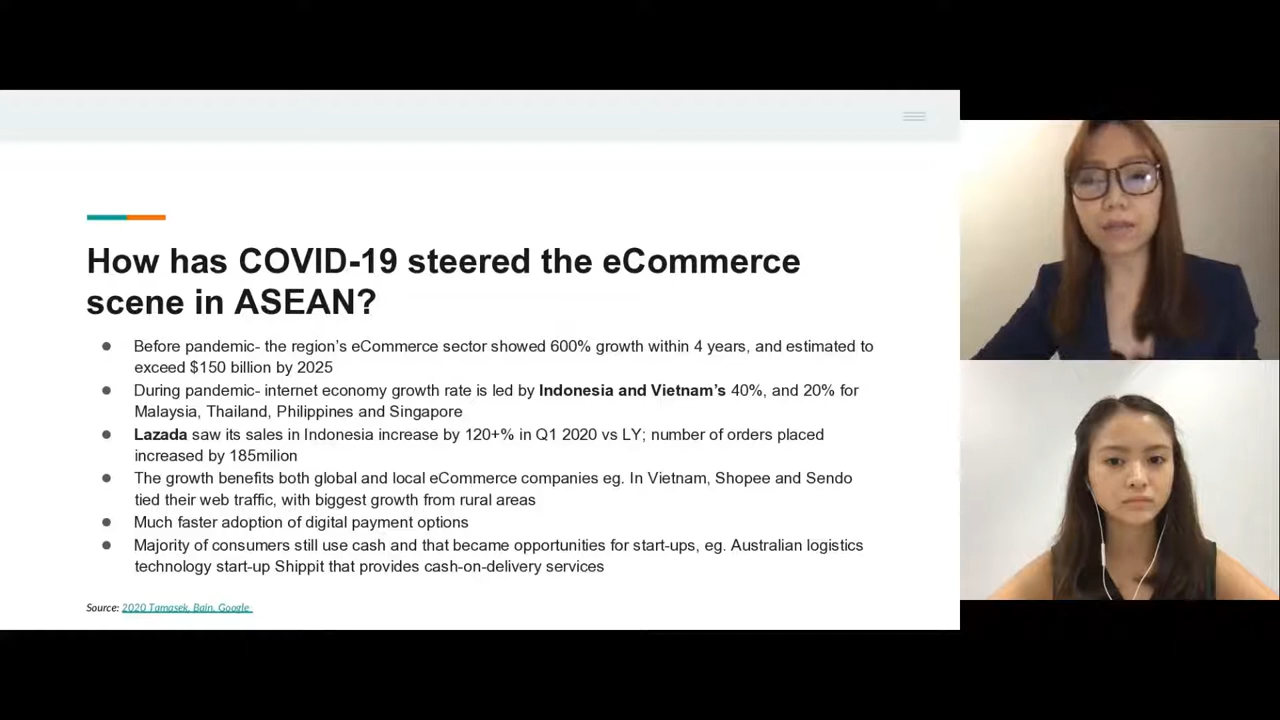 How has COVID-19 steered the eCommerce
scene in ASEAN?
● Before pandemic- the region's eCommerce sector showed 600% growth within 4 years, and estimated to
exceed $150 billion by 2025
● During pandemic- internet economy growth rate is led by Indonesia and Vietnam's 40%, and 20% for
Malaysia, Thailand, Philippines and Singapore
● Lazada saw its sales in Indonesia increase by 120+% in Q1 2020 vs LY; number of orders placed
increased by 185milion
● The growth benefits both global and local eCommerce companies eg. In Vietnam, Shopee and Sendo
tied their web traffic, with biggest growth from rural areas
● Much faster adoption of digital payment options
● Majority of consumers still use cash and that became opportunities for start-ups, eg. Australian logistics
technology start-up Shippit that provides cash-on-delivery services
Source: 2020 Tamasek, Bain, Google